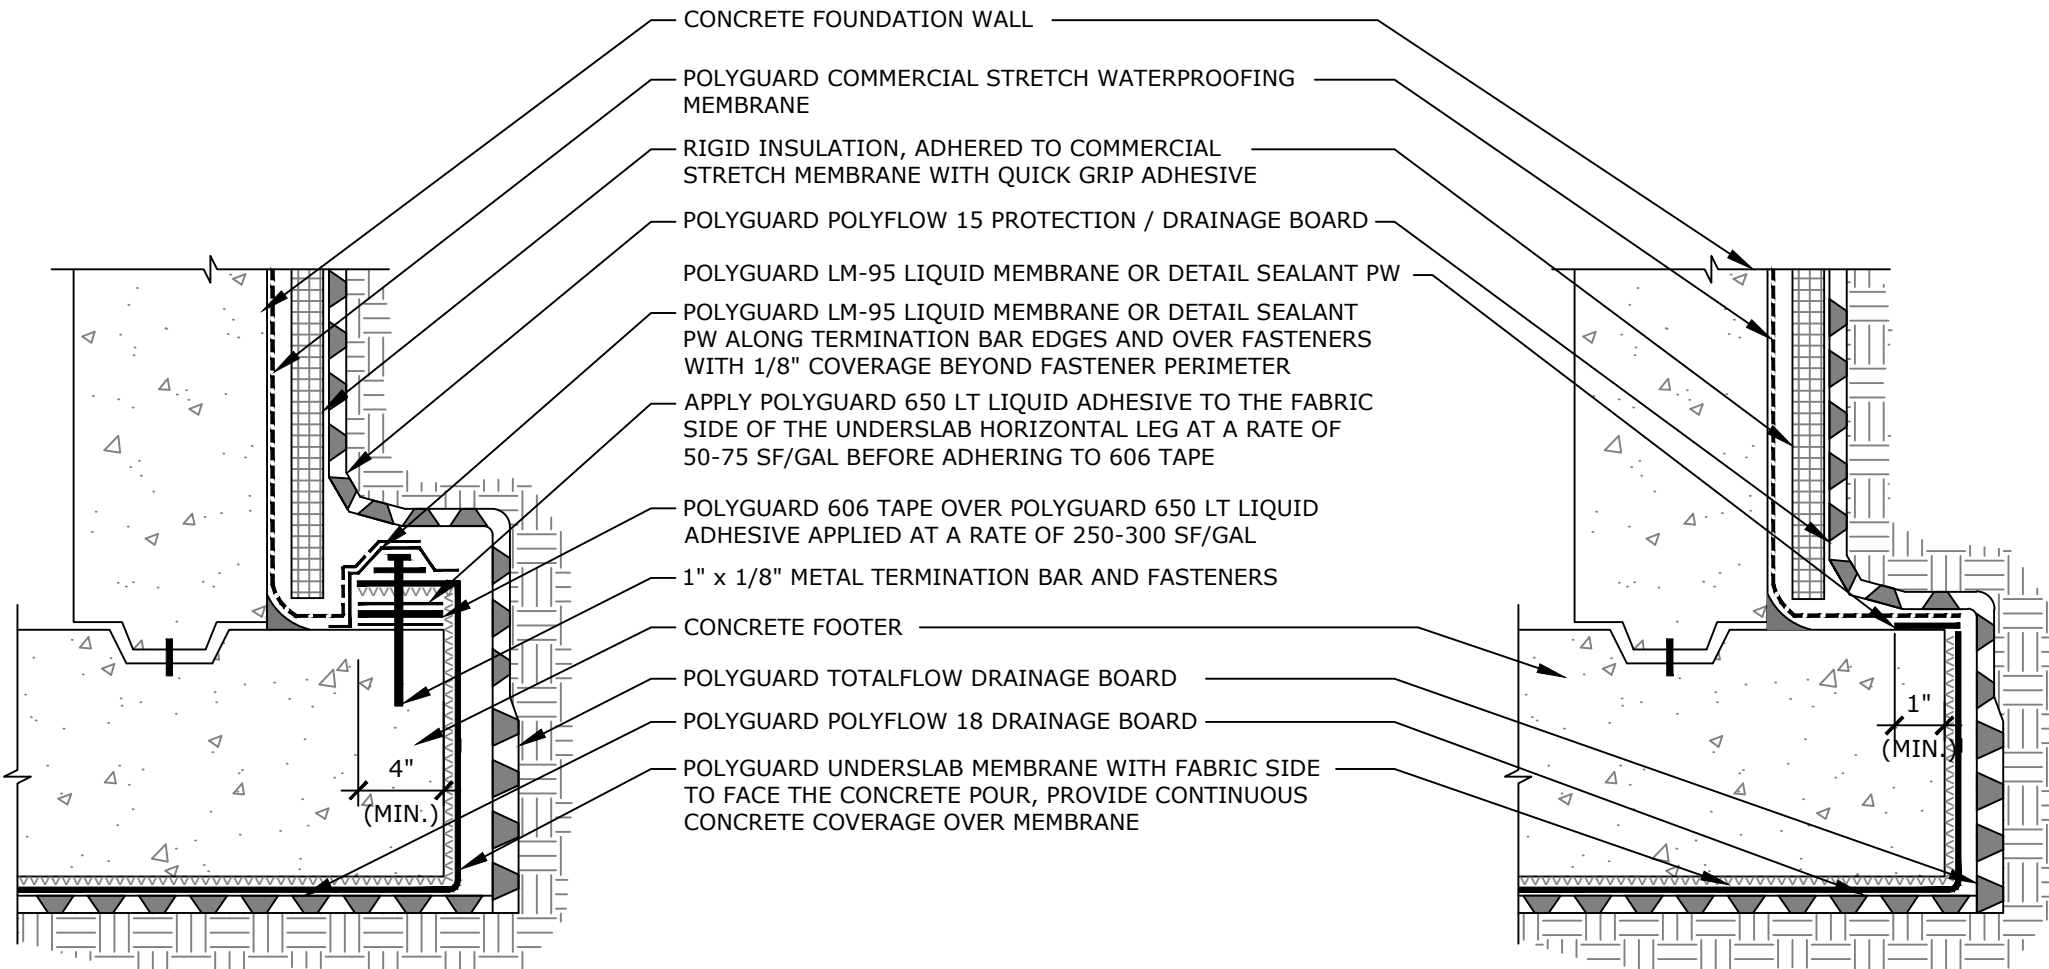 CONCRETE FOUNDATION WALL
POLYGUARD COMMERCIAL STRETCH WATERPROOFING
MEMBRANE
RIGID INSULATION, ADHERED TO COMMERCIAL
STRETCH MEMBRANE WITH QUICK GRIP ADHESIVE
POLYGUARD POLYFLOW 15 PROTECTION / DRAINAGE BOARD
POLYGUARD LM-95 LIQUID MEMBRANE OR DETAIL SEALANT PW
POLYGUARD LM-95 LIQUID MEMBRANE OR DETAIL SEALANT
PW ALONG TERMINATION BAR EDGES AND OVER FASTENERS
WITH 1/8" COVERAGE BEYOND FASTENER PERIMETER
APPLY POLYGUARD 650 LT LIQUID ADHESIVE TO THE FABRIC
SIDE OF THE UNDERSLAB HORIZONTAL LEG AT A RATE OF
50-75 SF/GAL BEFORE ADHERING TO 606 TAPE
POLYGUARD 606 TAPE OVER POLYGUARD 650 LT LIQUID
ADHESIVE APPLIED AT A RATE OF 250-300 SF/GAL
1" x 1/8" METAL TERMINATION BAR AND FASTENERS
CONCRETE FOOTER
POLYGUARD TOTALFLOW DRAINAGE BOARD
POLYGUARD POLYFLOW 18 DRAINAGE BOARD
POLYGUARD UNDERSLAB MEMBRANE WITH FABRIC SIDE
TO FACE THE CONCRETE POUR, PROVIDE CONTINUOUS
CONCRETE COVERAGE OVER MEMBRANE
4"
(MIN.)
1"
(MIN.)